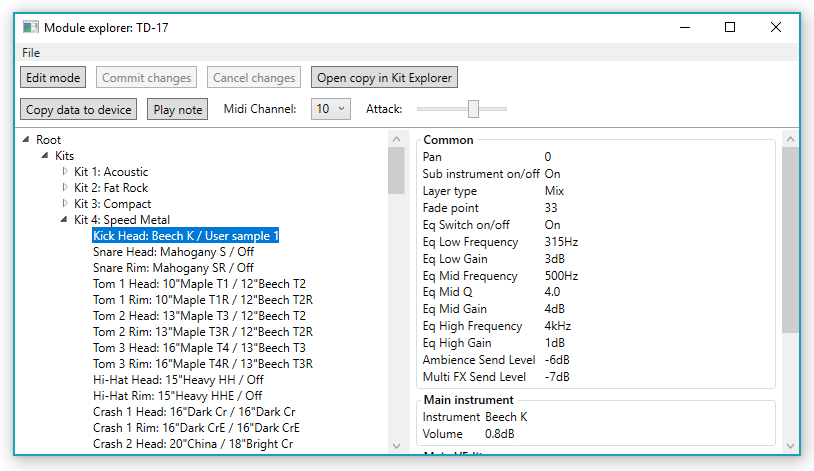 Module explorer: TD-17
File
Edit mode Commit changes Cancel changes Open copy in Kit Explorer
Copy data to device Play note Midi Channel: 10 Attack:
Root
Kits
Kit 1: Acoustic
Kit 2: Fat Rock
Kit 3: Compact
Kit 4: Speed Metal
Kick Head: Beech K / User sample 1
Snare Head: Mahogany S / Off
Snare Rim: Mahogany SR / Off
Tom 1 Head: 10"Maple T1 / 12"Beech T2
Tom 1 Rim: 10"Maple T1R / 12"Beech T2R
Tom 2 Head: 13"Maple T3 / 12"Beech T2
Tom 2 Rim: 13"Maple T3R / 12"Beech T2R
Tom 3 Head: 16"Maple T4 / 13"Beech T3
Tom 3 Rim: 16"Maple T4R / 13"Beech T3R
Hi-Hat Head: 15"Heavy HH / Off
Hi-Hat Rim: 15"Heavy HHE / Off
Crash 1 Head: 16"Dark Cr / 16"Dark Cr
Crash 1 Rim: 16"Dark CrE / 16"Dark CrE
Crash 2 Head: 20"China / 18"Bright Cr
Common
Pan 0
Sub instrument on/off On
Layer type Mix
Fade point 33
Eq Switch on/off On
Eq Low Frequency 315Hz
Eq Low Gain 3dB
Eq Mid Frequency 500Hz
Eq Mid Q 4.0
Eq Mid Gain 4dB
Eq High Frequency 4kHz
Eq High Gain 1dB
Ambience Send Level -6dB
Multi FX Send Level -7dB
Main instrument
Instrument Beech K
Volume 0.8dB